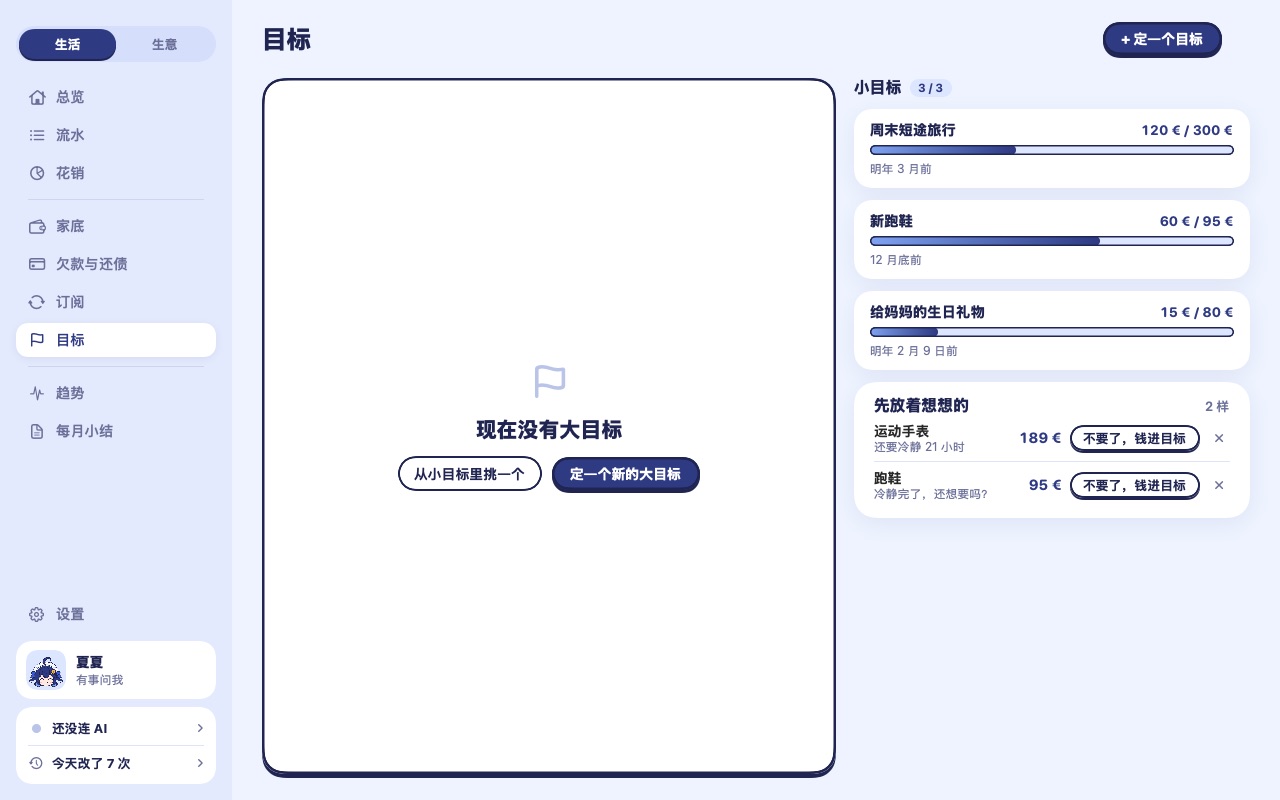 生活
生意
总览
流水
花销
家底
欠款与还债
订阅
目标
趋势
每月小结
设置
夏夏
有事问我
还没连 AI
今天改了 7 次
目标
+ 定一个目标
现在没有大目标
从小目标里挑一个
定一个新的大目标
小目标 3 / 3
周末短途旅行 120 € / 300 €
明年 3 月前
新跑鞋 60 € / 95 €
12 月底前
给妈妈的生日礼物 15 € / 80 €
明年 2 月 9 日前
先放着想想的 2 样
运动手表
还要冷静 21 小时
189 € 不要了，钱进目标 ×
跑鞋
冷静完了，还想要吗?
95 € 不要了，钱进目标 ×